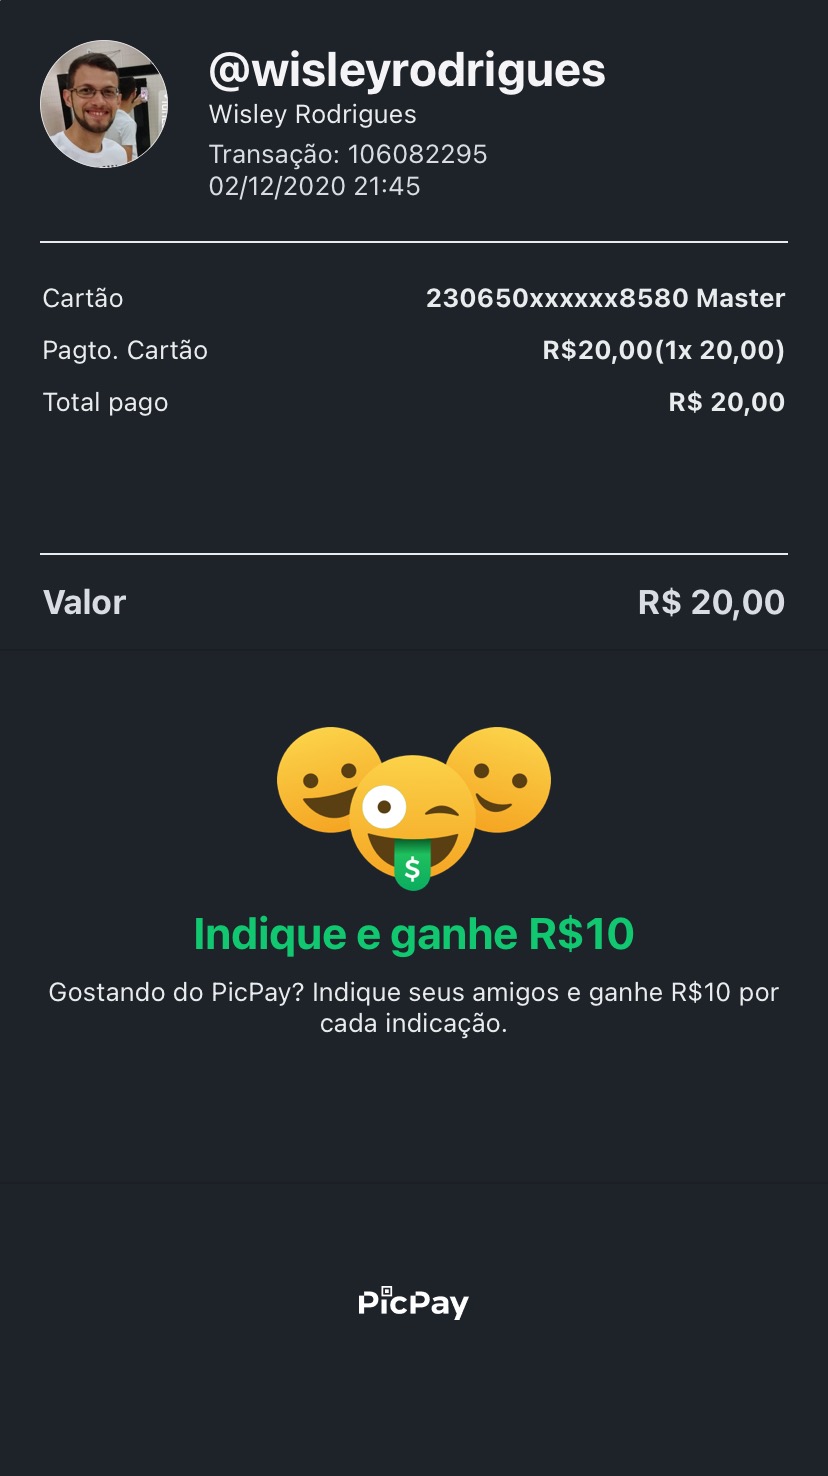 @wisleyrodrigues
Wisley Rodrigues
Transação: 106082295
02/12/2020 21:45
Cartão 230650xxxxxx8580 Master
Pagto. Cartão R$20,00(1x 20,00)
Total pago R$ 20,00
Valor R$ 20,00
$
Indique e ganhe R$10
Gostando do PicPay? Indique seus amigos e ganhe R$10 por
cada indicação.
PicPay